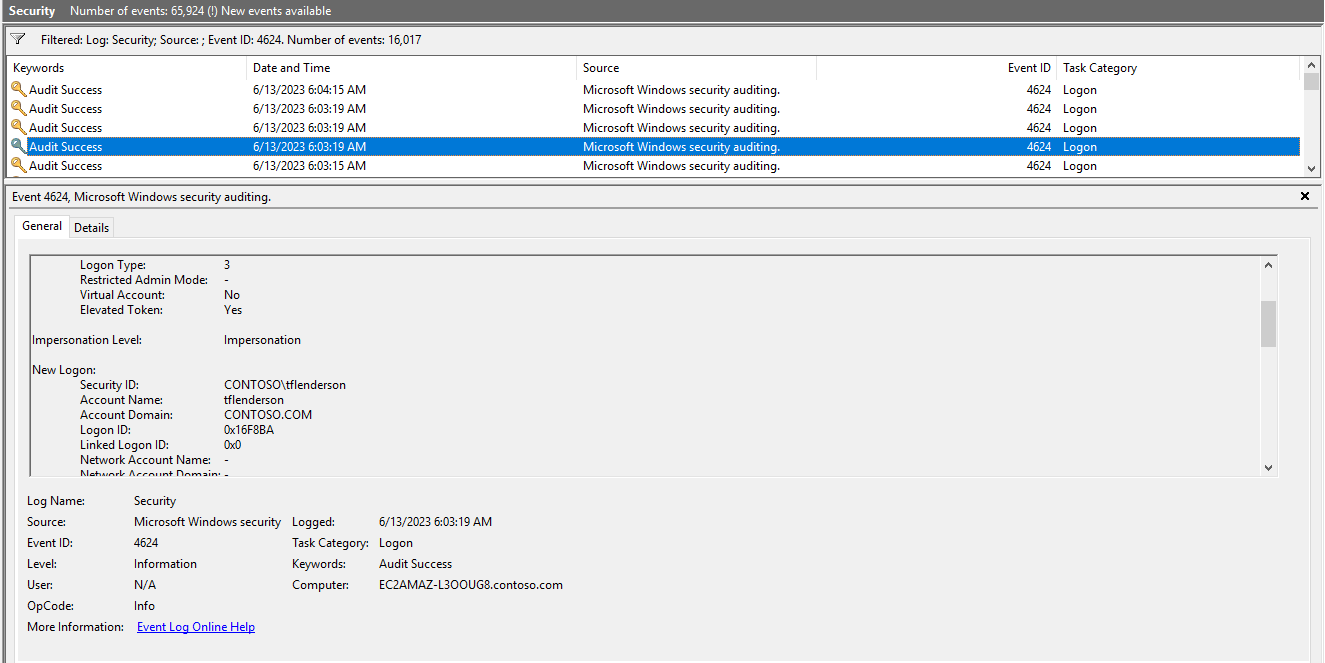 Security Number of events: 65,924 (!) New events available
Filtered: Log: Security; Source: ; Event ID: 4624. Number of events: 16,017
Keywords Date and Time Source Event ID Task Category
Audit Success 6/13/2023 6:04:15 AM Microsoft Windows security auditing. 4624 Logon
Audit Success 6/13/2023 6:03:19 AM Microsoft Windows security auditing. 4624 Logon
Audit Success 6/13/2023 6:03:19 AM Microsoft Windows security auditing. 4624 Logon
Audit Success 6/13/2023 6:03:19 AM Microsoft Windows security auditing. 4624 Logon
Audit Success 6/13/2023 6:03:15 AM Microsoft Windows security auditing. 4624 Logon
Event 4624, Microsoft Windows security auditing.
General Details
Logon Type: 3
Restricted Admin Mode: -
Virtual Account: No
Elevated Token: Yes
Impersonation Level: Impersonation
New Logon:
Security ID: CONTOSO\tflenderson
Account Name: tflenderson
Account Domain: CONTOSO.COM
Logon ID: 0x16F8BA
Linked Logon ID: 0x0
Network Account Name: -
Network Account Domain: -
Log Name: Security
Source: Microsoft Windows security Logged: 6/13/2023 6:03:19 AM
Event ID: 4624 Task Category: Logon
Level: Information Keywords: Audit Success
User: N/A Computer: EC2AMAZ-L3OOUG8.contoso.com
OpCode: Info
More Information: Event Log Online Help